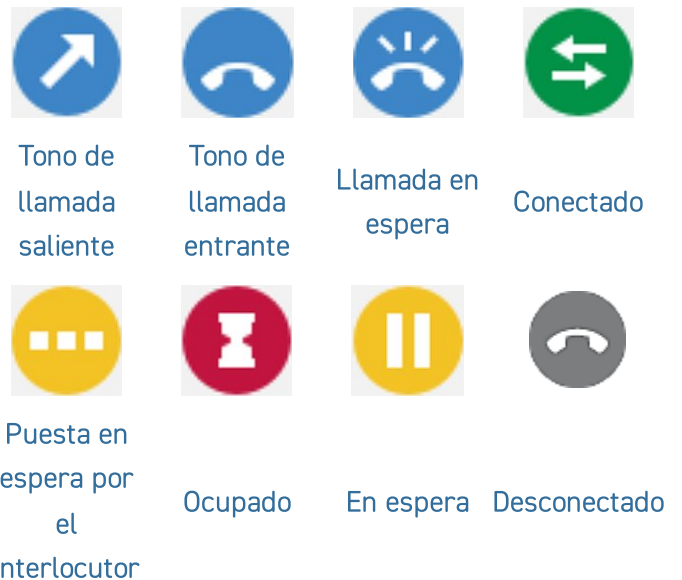 Tono de
llamada
saliente
Tono de
llamada
entrante
Llamada en
espera
Conectado
Puesta en
espera por
el
nterlocutor
Ocupado
En espera
Desconectado